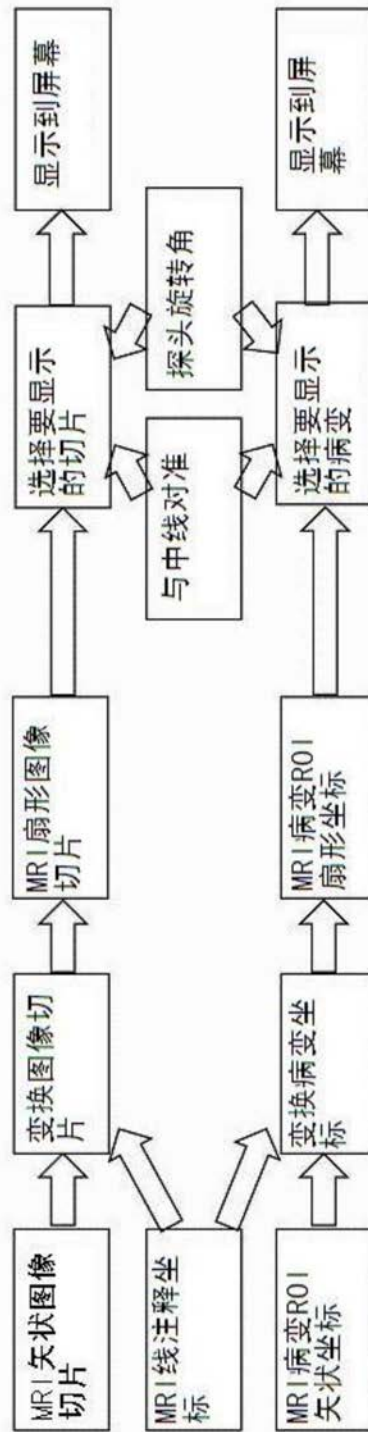 MRI矢状图像
切片
变换图像切
片
MRI扇形图像
切片
选择要显示
的切片
显示到屏幕
MRI线注释坐
标
与中线对准
探头旋转角
MRI病变ROI
矢状坐标
变换病变坐
标
MRI病变ROI
扇形坐标
选择要显示
的病变
显示到屏
幕